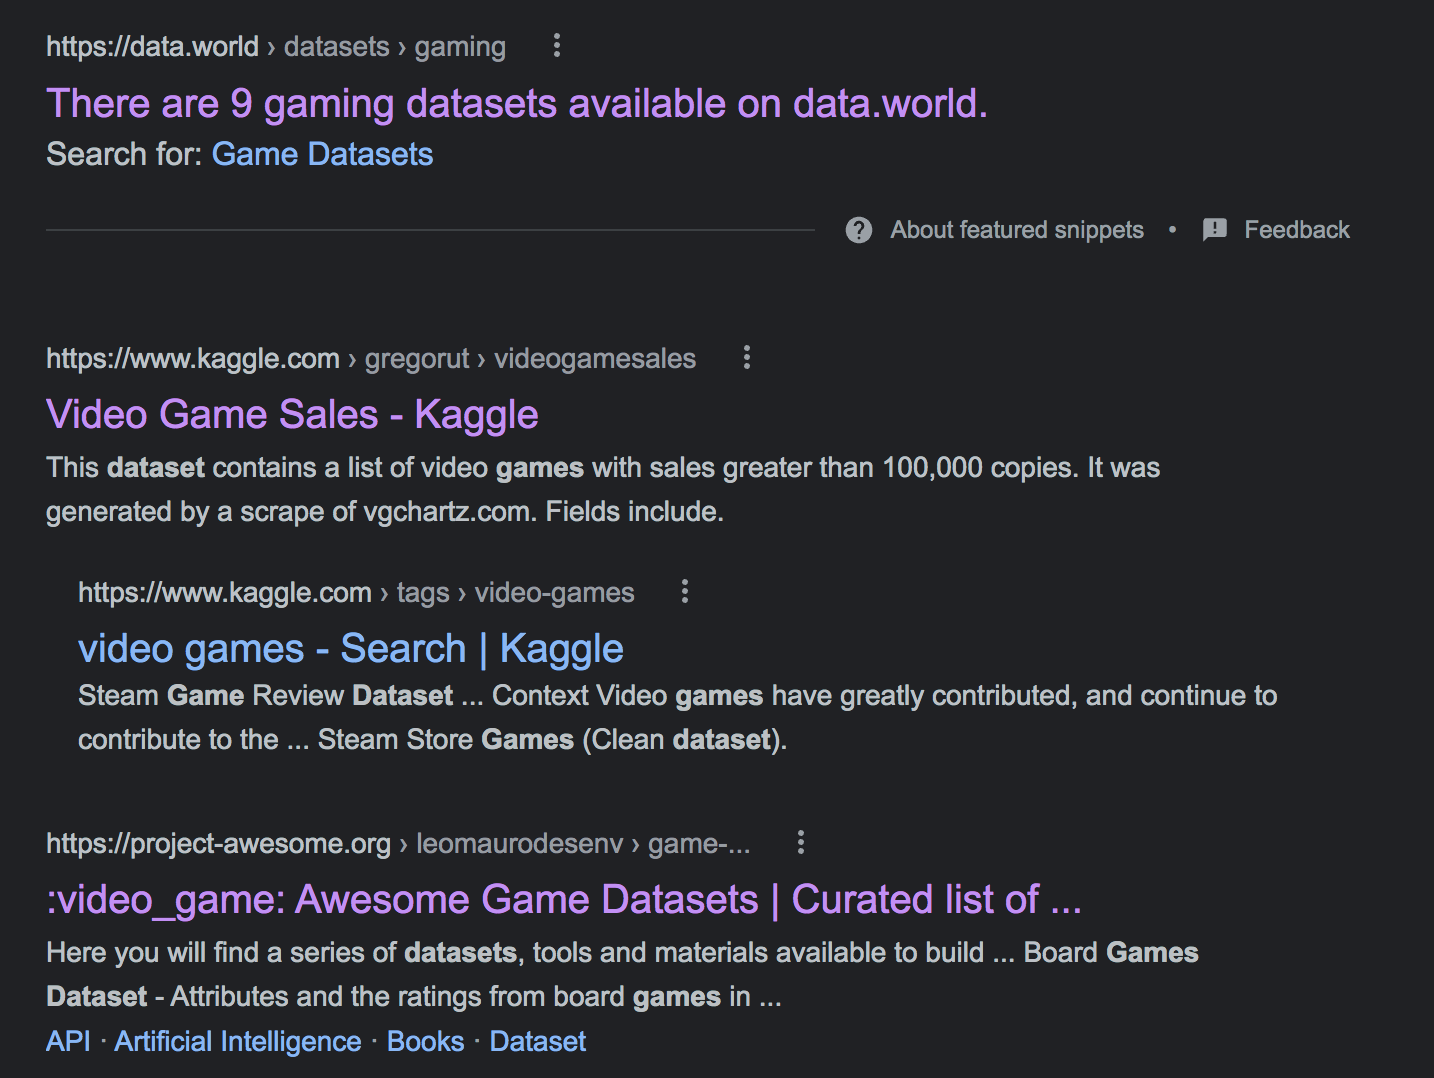 https://data.world › datasets › gaming
There are 9 gaming datasets available on data.world.
Search for: Game Datasets
About featured snippets • Feedback
https://www.kaggle.com › gregorut › videogamesales
Video Game Sales - Kaggle
This dataset contains a list of video games with sales greater than 100,000 copies. It was
generated by a scrape of vgchartz.com. Fields include.
https://www.kaggle.com › tags › video-games
video games - Search | Kaggle
Steam Game Review Dataset ... Context Video games have greatly contributed, and continue to
contribute to the ... Steam Store Games (Clean dataset).
https://project-awesome.org › leomaurodesenv › game-...
:video_game: Awesome Game Datasets | Curated list of ...
Here you will find a series of datasets, tools and materials available to build ... Board Games
Dataset - Attributes and the ratings from board games in ...
API · Artificial Intelligence · Books · Dataset